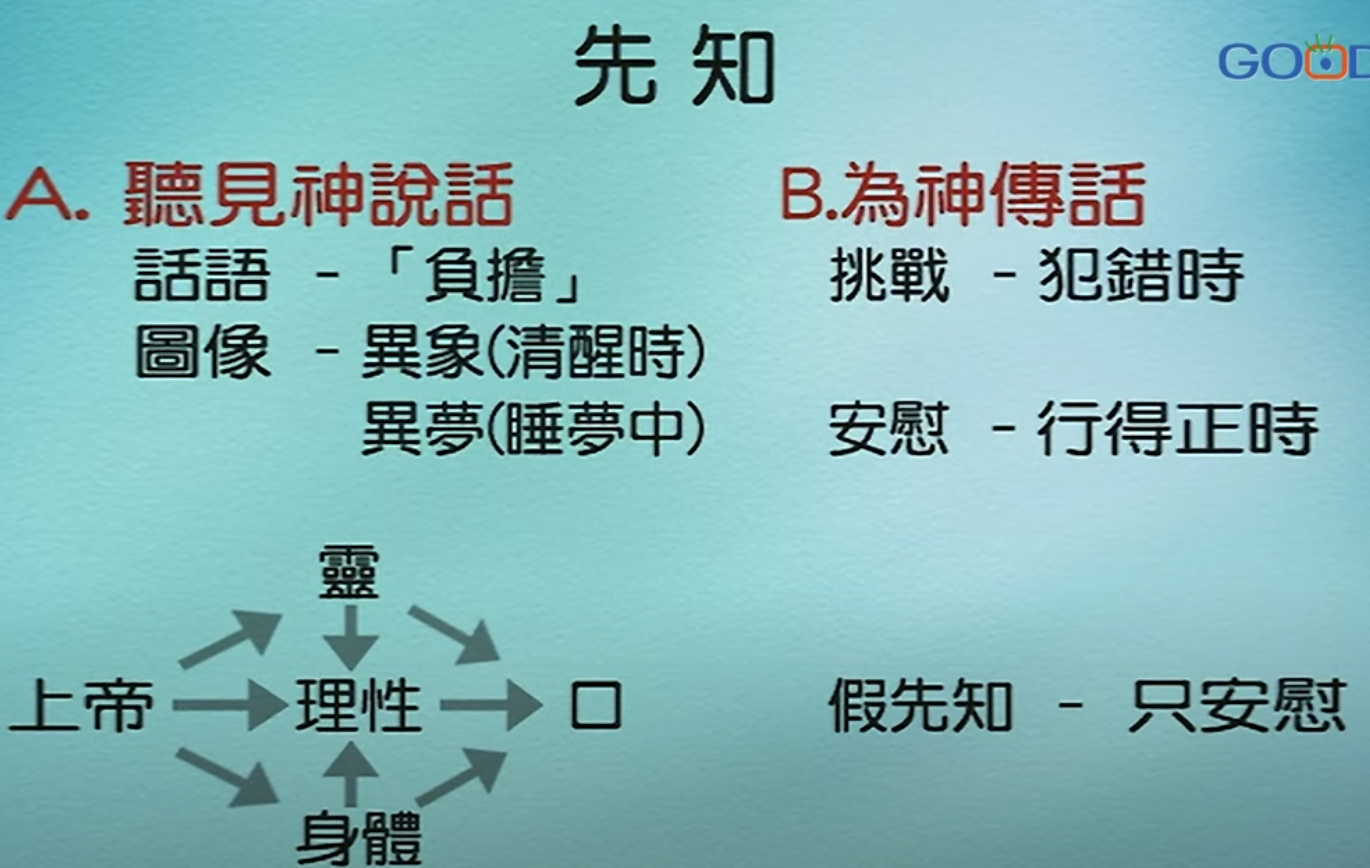 先知
GOOD
A. 聽見神說話
話語 - 「負擔」
圖像 - 異象(清醒時)
異夢(睡夢中)
B.為神傳話
挑戰 - 犯錯時
安慰 - 行得正時
靈
上帝 理性 口
身體
假先知 - 只安慰